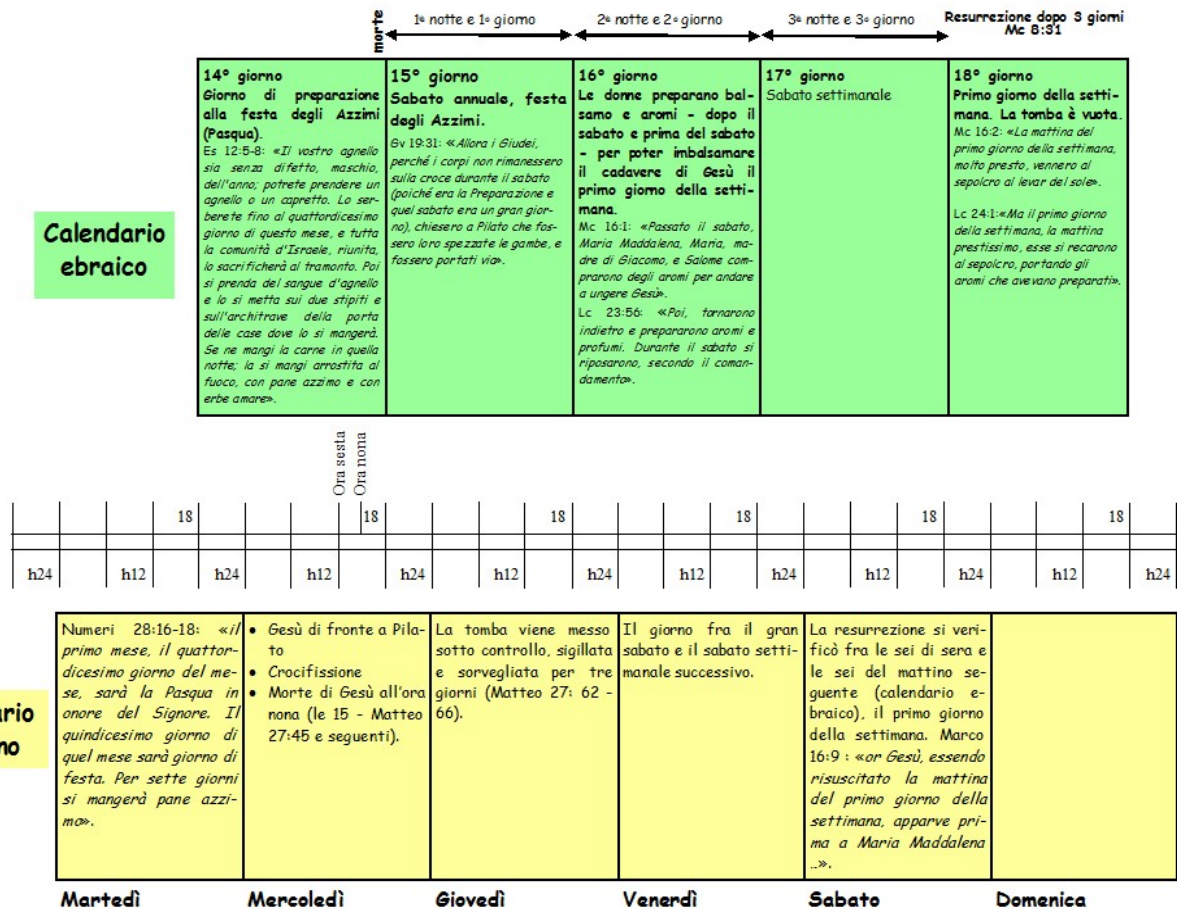 morte
1ª notte e 1º giorno
2ª notte e 2º giorno
3ª notte e 3º giorno
Resurrezione dopo 3 giorni
Mc 8:31
Calendario
ebraico
14° giorno
Giorno di preparazione
alla festa degli Azzimi
(Pasqua).
Es 12:5-8: «Il vostro agnello
sia senza difetto, maschio,
dell'anno; potrete prendere un
agnello o un capretto. Lo ser-
berete fino al quattordicesimo
giorno di questo mese, e tutta
la comunità d'Israele, riunita,
lo sacrificherà al tramonto. Poi
si prenda del sangue d'agnello
e lo si metta sui due stipiti e
sull'architrave della porta
delle case dove lo si mangerà.
Se ne mangi la carne in quella
notte; la si mangi arrostita al
fuoco, con pane azzimo e con
erbe amare».
15° giorno
Sabato annuale, festa
degli Azzimi.
Gv 19:31: «Allora i Giudei,
perché i corpi non rimanessero
sulla croce durante il sabato
(poiché era la Preparazione e
quel sabato era un gran gior-
no), chiesero a Pilato che fos-
sero loro spezzate le gambe, e
fossero portati via».
16° giorno
Le donne preparano bal-
samo e aromi - dopo il
sabato e prima del sabato
- per poter imbalsamare
il cadavere di Gesù il
primo giorno della setti-
mana.
Mc 16:1: «Passato il sabato,
Maria Maddalena, Maria, ma-
dre di Giacomo, e Salome com-
prarono degli aromi per andare
a ungere Gesù».
Lc 23:56: «Poi, tornarono
indietro e prepararono aromi e
profumi. Durante il sabato si
riposarono, secondo il coman-
damento».
17° giorno
Sabato settimanale
18° giorno
Primo giorno della setti-
mana. La tomba è vuota.
Mc 16:2: «La mattina del
primo giorno della settimana,
molto presto, vennero al
sepolcro al levar del sole».
Lc 24:1:«Ma il primo giorno
della settimana, la mattina
prestissimo, esse si recarono
al sepolcro, portando gli
aromi che avevano preparati».
Ora sesta
Ora nona
18 18 18 18 18 18
h24 h12 h24 h12 h24 h12 h24 h12 h24 h12 h24 h12 h24
rio
no
Numeri 28:16-18: «il
primo mese, il quattor-
dicesimo giorno del me-
se, sarà la Pasqua in
onore del Signore. Il
quindicesimo giorno di
quel mese sarà giorno di
festa. Per sette giorni
si mangerà pane azzi-
mo».
• Gesù di fronte a Pila-
to
• Crocifissione
• Morte di Gesù all'ora
nona (le 15 - Matteo
27:45 e seguenti).
La tomba viene messo
sotto controllo, sigillata
e sorvegliata per tre
giorni (Matteo 27: 62 -
66).
Il giorno fra il gran
sabato e il sabato setti-
manale successivo.
La resurrezione si veri-
ficò fra le sei di sera e
le sei del mattino se-
guente (calendario e-
braico), il primo giorno
della settimana. Marco
16:9 : «or Gesù, essendo
risuscitato la mattina
del primo giorno della
settimana, apparve pri-
ma a Maria Maddalena
...».
Martedì
Mercoledì
Giovedì
Venerdì
Sabato
Domenica